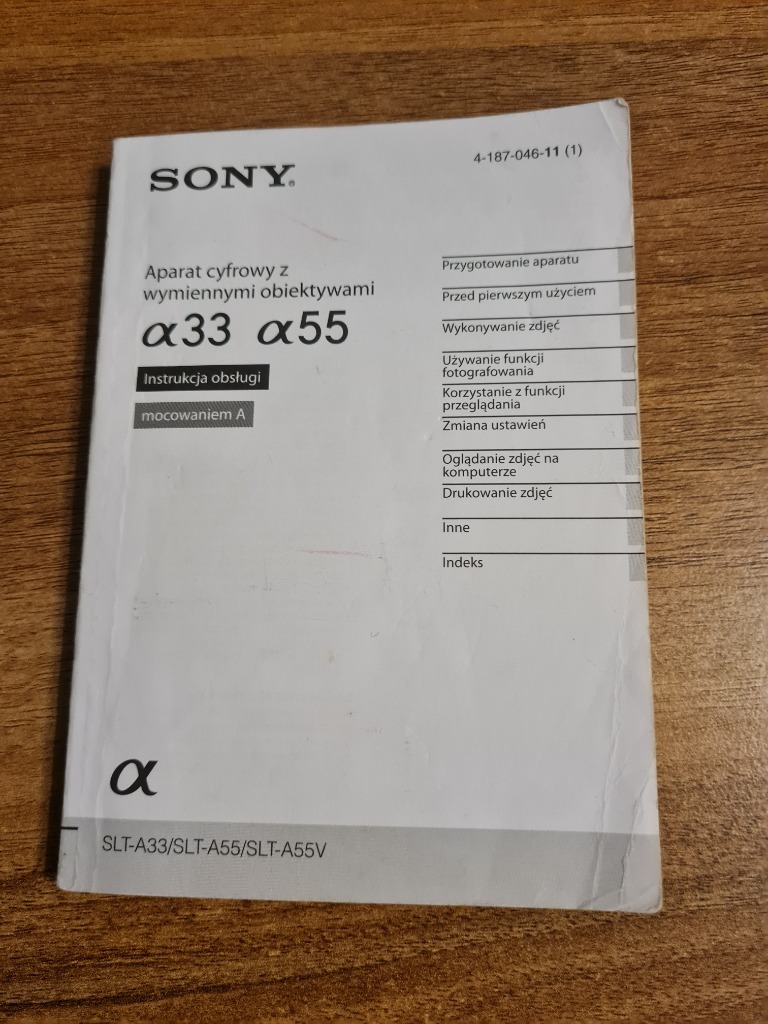 SONY®
4-187-046-11 (1)
Aparat cyfrowy z
wymiennymi obiektywami
α33 α55
Instrukcja obsługi
mocowaniem A
Przygotowanie aparatu
Przed pierwszym użyciem
Wykonywanie zdjęć
Używanie funkcji
fotografowania
Korzystanie z funkcji
przeglądania
Zmiana ustawień
Oglądanie zdjęć na
komputerze
Drukowanie zdjęć
Inne
Indeks
α
SLT-A33/SLT-A55/SLT-A55V